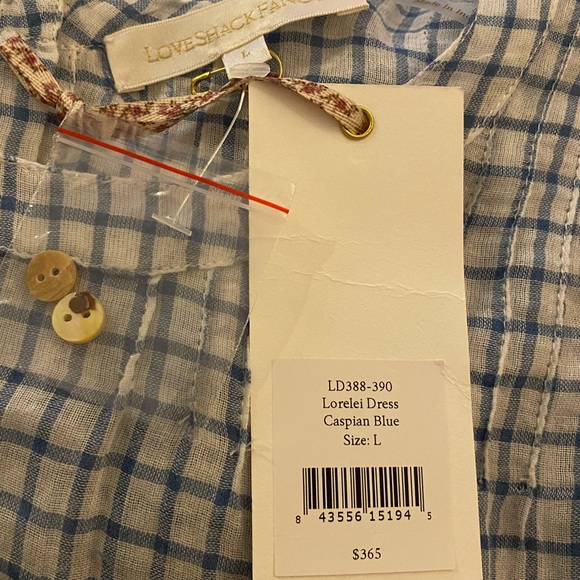 LOVESHACKFANC
L
LD388-390
Lorelei Dress
Caspian Blue
Size: L
8 43556 15194 5
$365